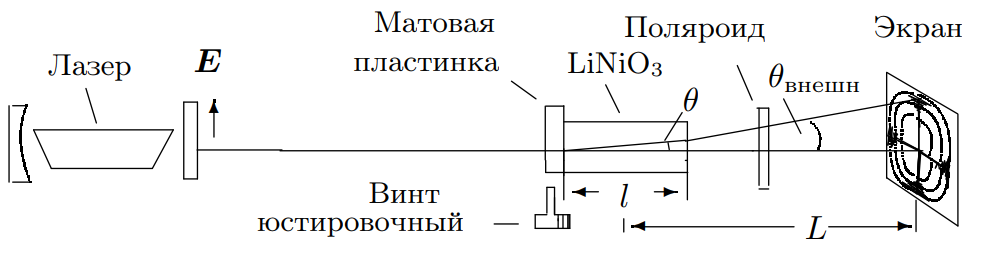 Матовая
пластинка
Поляроид
Экран
Лазер
E
LiNiO₃
θ
θвнешн
Винт
юстировочный
l
L